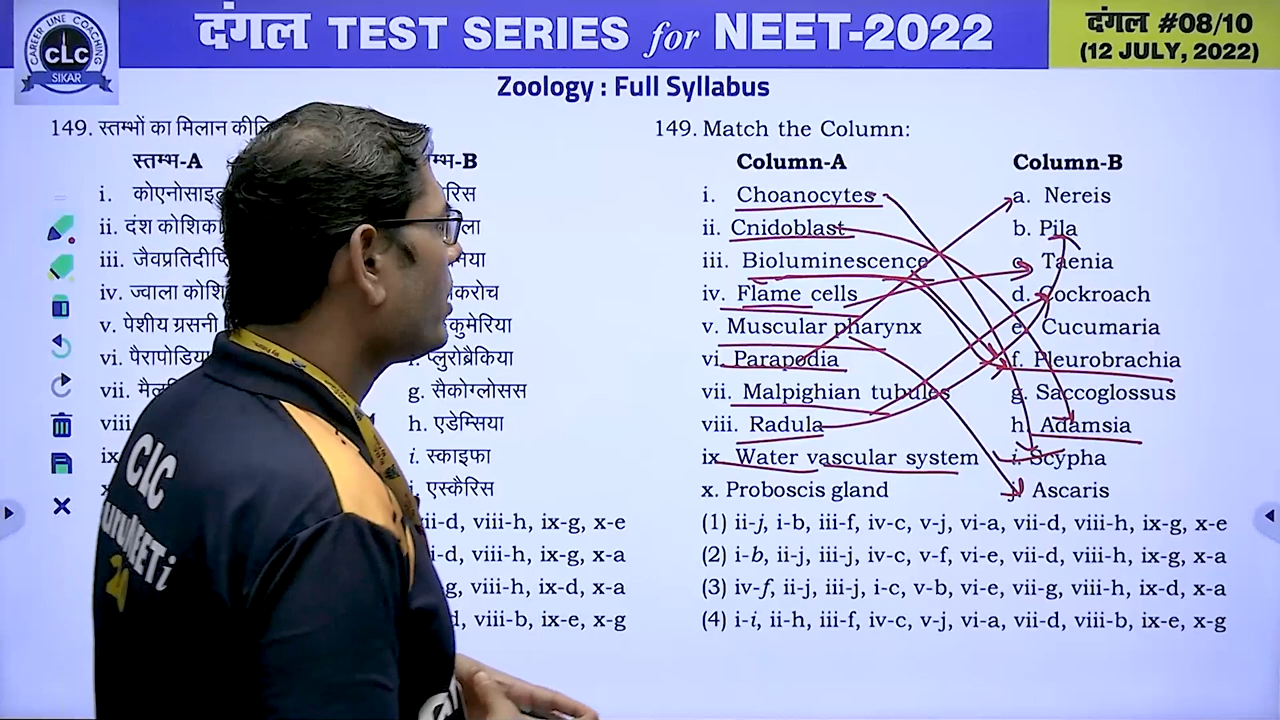 CAREER LINE COACHING
CLC
SIKAR
दंगल TEST SERIES for NEET-2022
दंगल #08/10
(12 JULY, 2022)
Zoology : Full Syllabus
149. स्तम्भों का मिलान
स्तम्भ-A
-B
i.
ii. दंश
iii.
iv. ज्वाला
v. पेशीय ग्रसनी
vi.
प्लुरोब्रैकिया
vii.
g. सैकोग्लोसस
viii
h. एडेम्सिया
ix
i. स्काइफा
एस्कैरिस
viii-h, ix-g, x-e
i-d, viii-h, ix-g, x-a
g, viii-h, ix-d, x-a
viii-b, ix-e, x-g
149. Match the Column:
Column-A Column-B
i. Choanocytes a. Nereis
ii. Cnidoblast b. Pila
iii. Bioluminescence c. Taenia
iv. Flame cells d. Cockroach
v. Muscular pharynx e. Cucumaria
vi. Parapodia f. Pleurobrachia
vii. Malpighian tubules g. Saccoglossus
viii. Radula h. Adamsia
ix. Water vascular system i. Scypha
x. Proboscis gland j. Ascaris
(1) ii-j, i-b, iii-f, iv-c, v-j, vi-a, vii-d, viii-h, ix-g, x-e
(2) i-b, ii-j, iii-j, iv-c, v-f, vi-e, vii-d, viii-h, ix-g, x-a
(3) iv-f, ii-j, iii-j, i-c, v-b, vi-e, vii-g, viii-h, ix-d, x-a
(4) i-i, ii-h, iii-f, iv-c, v-j, vi-a, vii-d, viii-b, ix-e, x-g
CLC